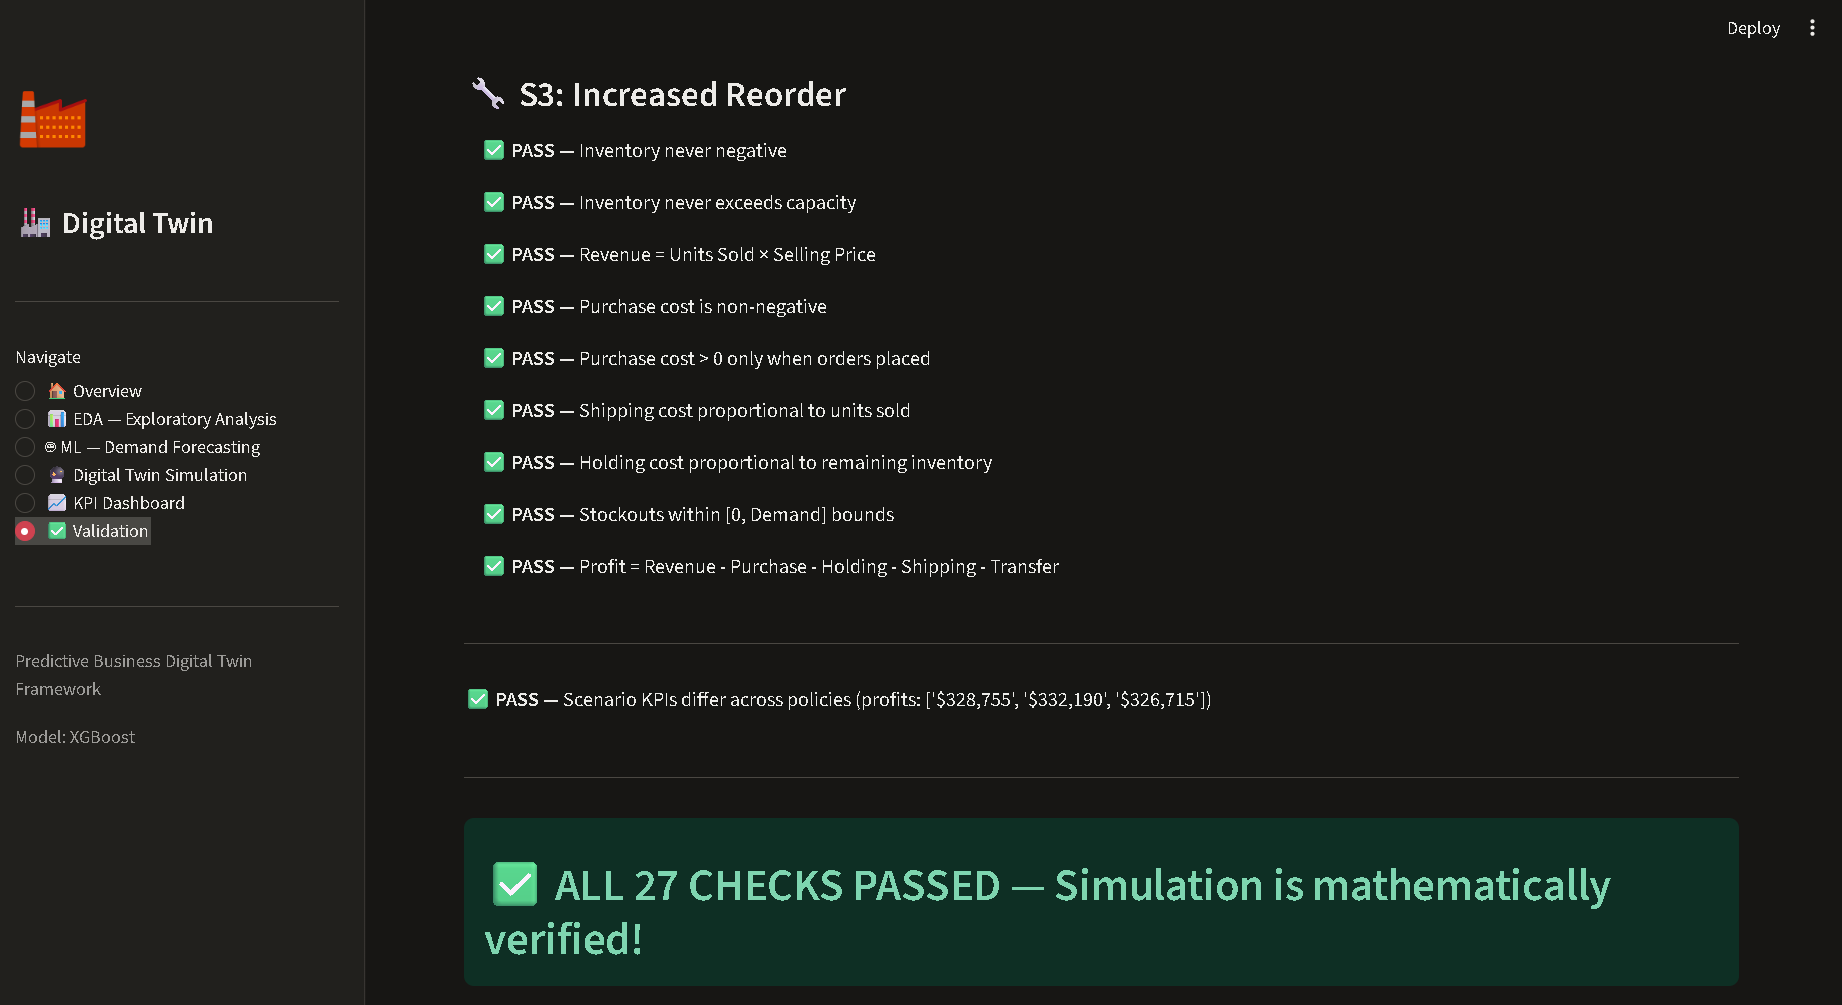 Deploy
Digital Twin
Navigate
Overview
EDA — Exploratory Analysis
ML — Demand Forecasting
Digital Twin Simulation
KPI Dashboard
Validation
Predictive Business Digital Twin
Framework
Model: XGBoost
S3: Increased Reorder
PASS — Inventory never negative
PASS — Inventory never exceeds capacity
PASS — Revenue = Units Sold × Selling Price
PASS — Purchase cost is non-negative
PASS — Purchase cost > 0 only when orders placed
PASS — Shipping cost proportional to units sold
PASS — Holding cost proportional to remaining inventory
PASS — Stockouts within [0, Demand] bounds
PASS — Profit = Revenue - Purchase - Holding - Shipping - Transfer
PASS — Scenario KPIs differ across policies (profits: ['$328,755', '$332,190', '$326,715'])
ALL 27 CHECKS PASSED — Simulation is mathematically
verified!